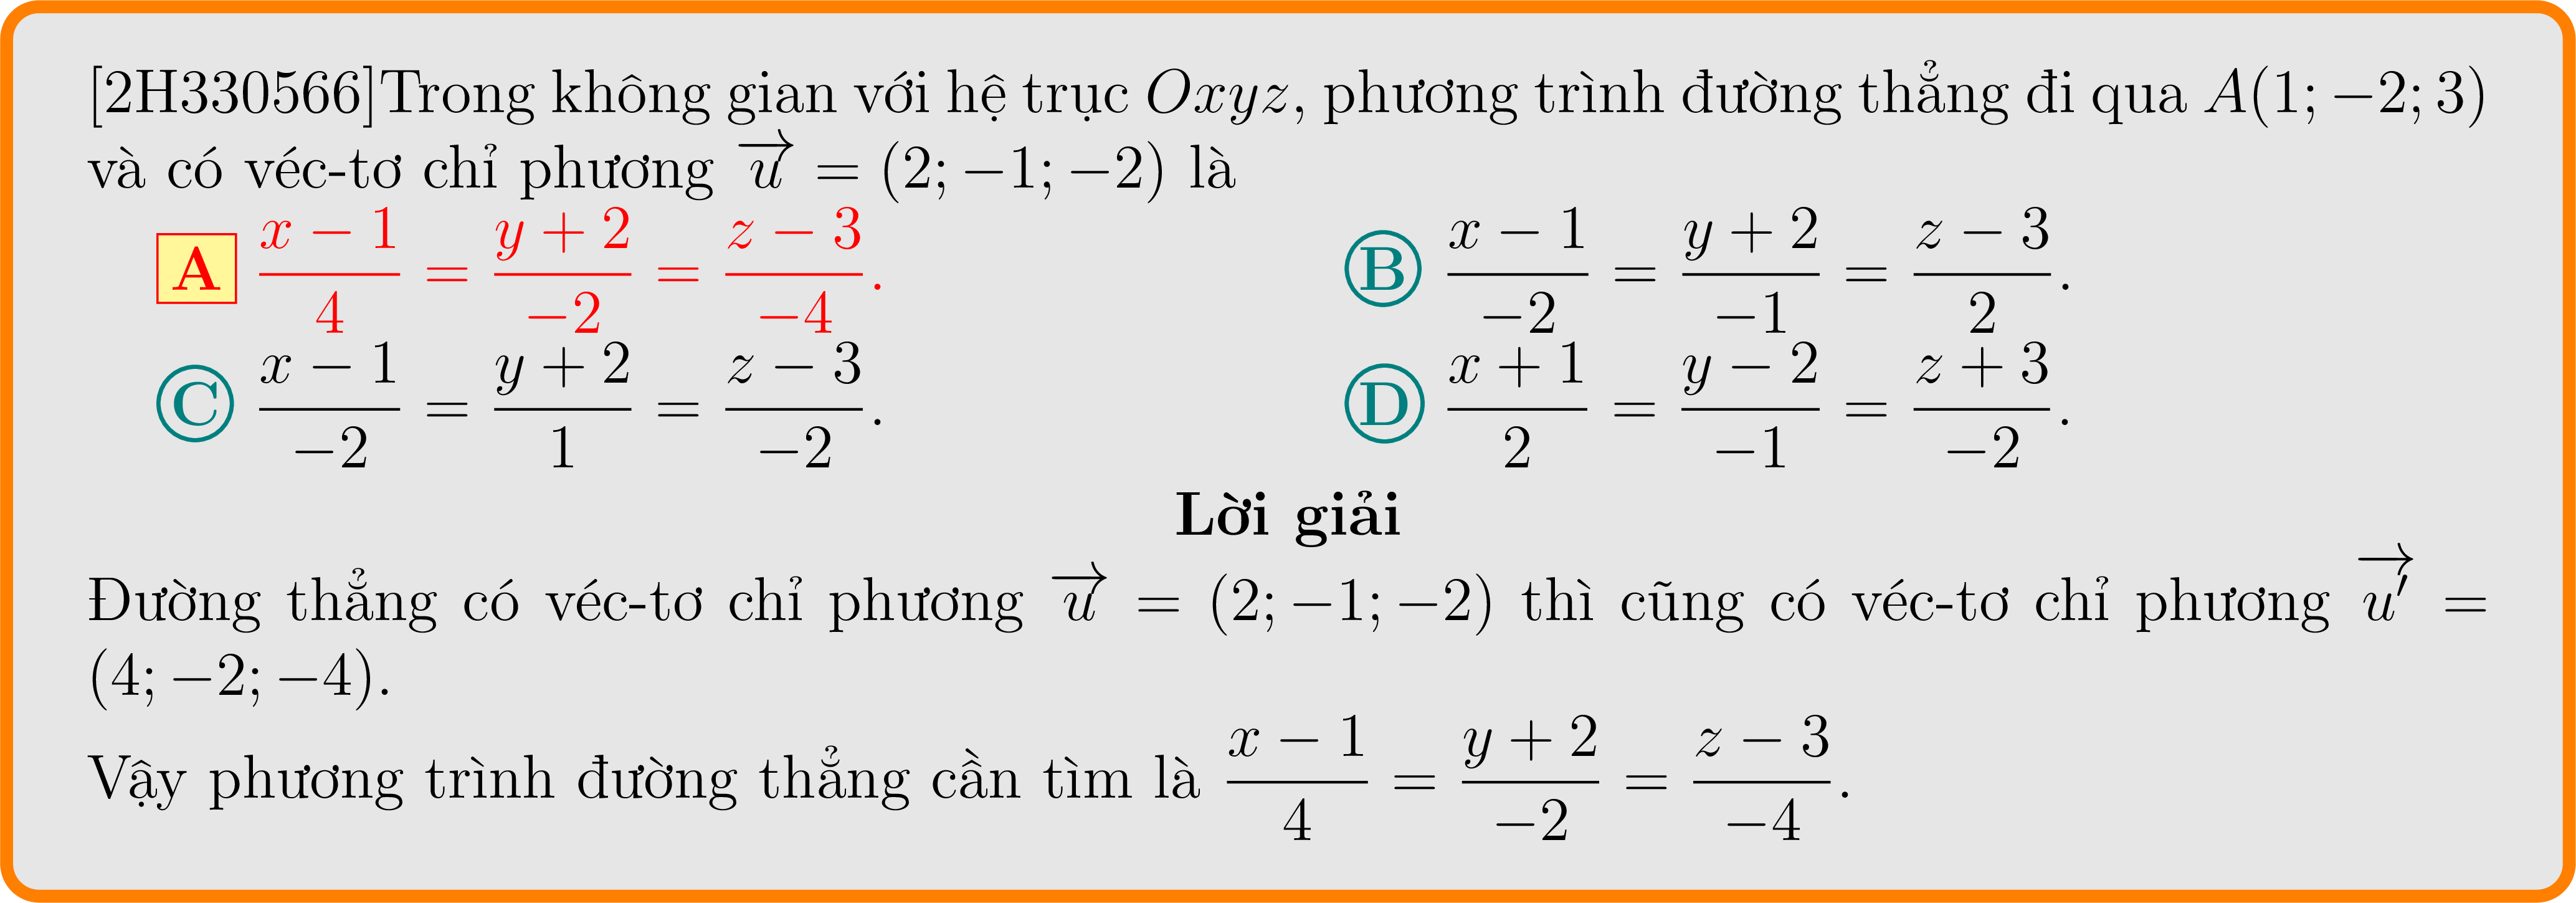 [2H330566]Trong không gian với hệ trục Oxyz, phương trình đường thẳng đi qua A(1; −2; 3)
và có véc-tơ chỉ phương $\overrightarrow{u}$ = (2; −1; −2) là
A $\frac{x-1}{4} = \frac{y+2}{-2} = \frac{z-3}{-4}$. B $\frac{x-1}{-2} = \frac{y+2}{-1} = \frac{z-3}{2}$.
C $\frac{x-1}{-2} = \frac{y+2}{1} = \frac{z-3}{-2}$. D $\frac{x+1}{2} = \frac{y-2}{-1} = \frac{z+3}{-2}$.
Lời giải
Đường thẳng có véc-tơ chỉ phương $\overrightarrow{u}$ = (2; −1; −2) thì cũng có véc-tơ chỉ phương $\overrightarrow{u'}$ =
(4; −2; −4).
Vậy phương trình đường thẳng cần tìm là $\frac{x-1}{4} = \frac{y+2}{-2} = \frac{z-3}{-4}$.